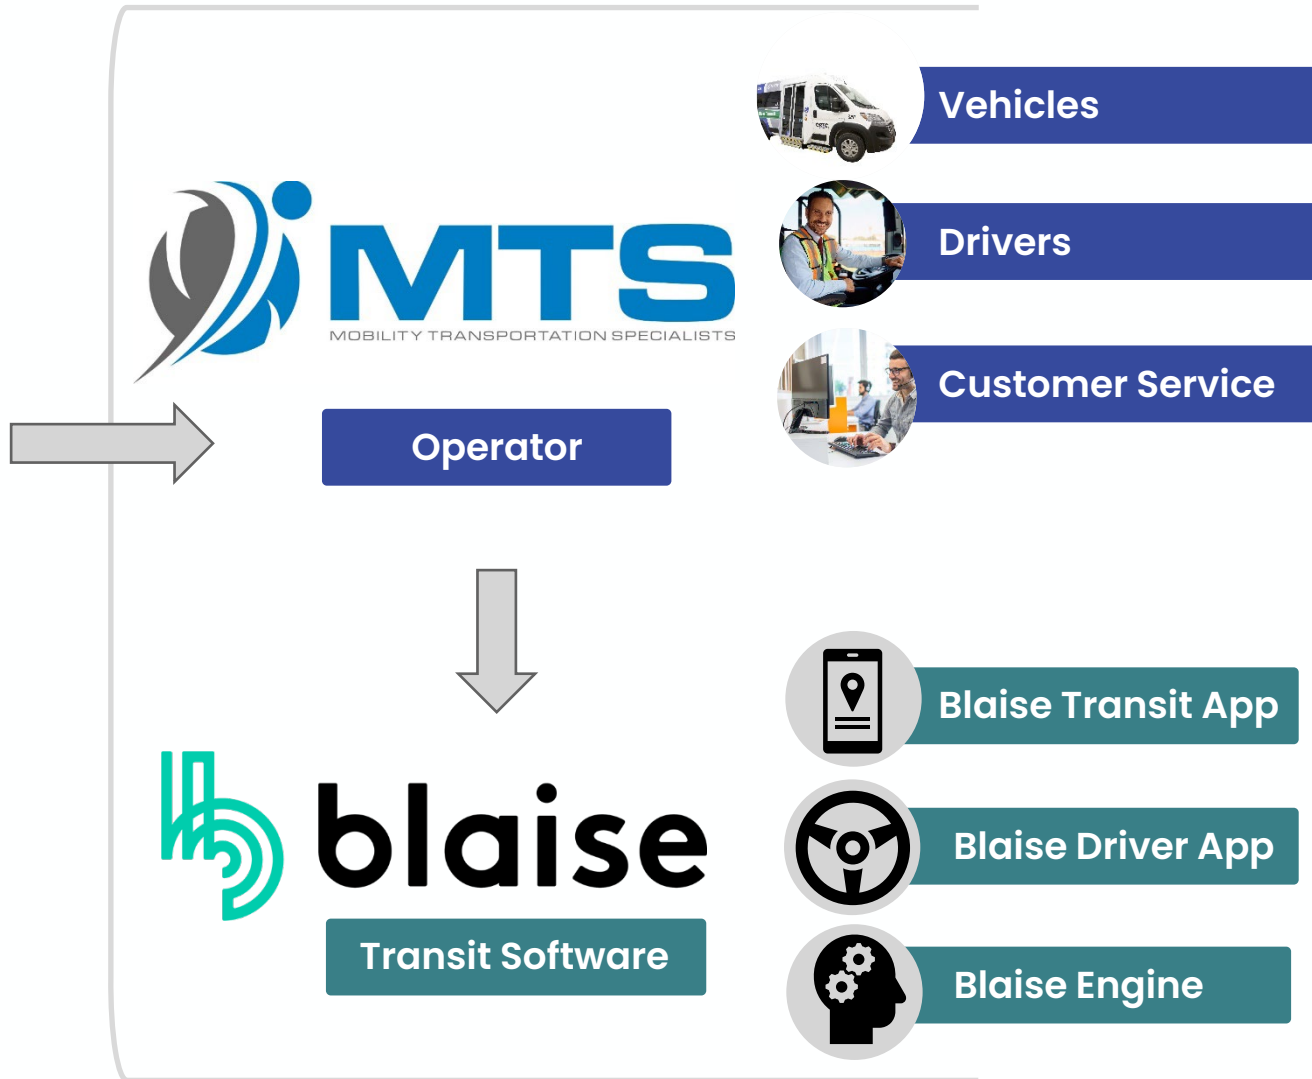 Vehicles
MTS
MOBILITY TRANSPORTATION SPECIALISTS
Drivers
Customer Service
Operator
Blaise Transit App
blaise
Blaise Driver App
Transit Software
Blaise Engine